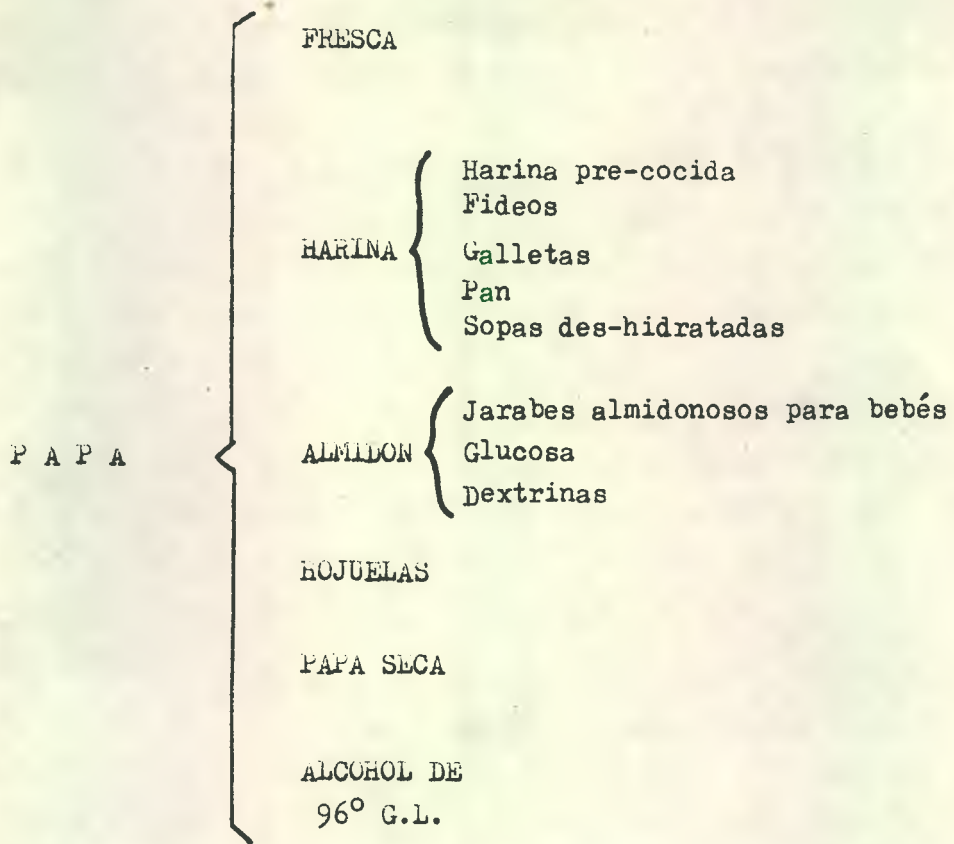 FRESCA
Harina pre-cocida
Fideos
HARINA
Galletas
Pan
Sopas des-hidratadas
Jarabes almidonosos para bebés
P A P A
ALMIDON
Glucosa
Dextrinas
HOJUELAS
PAPA SECA
ALCOHOL DE
96° G.L.